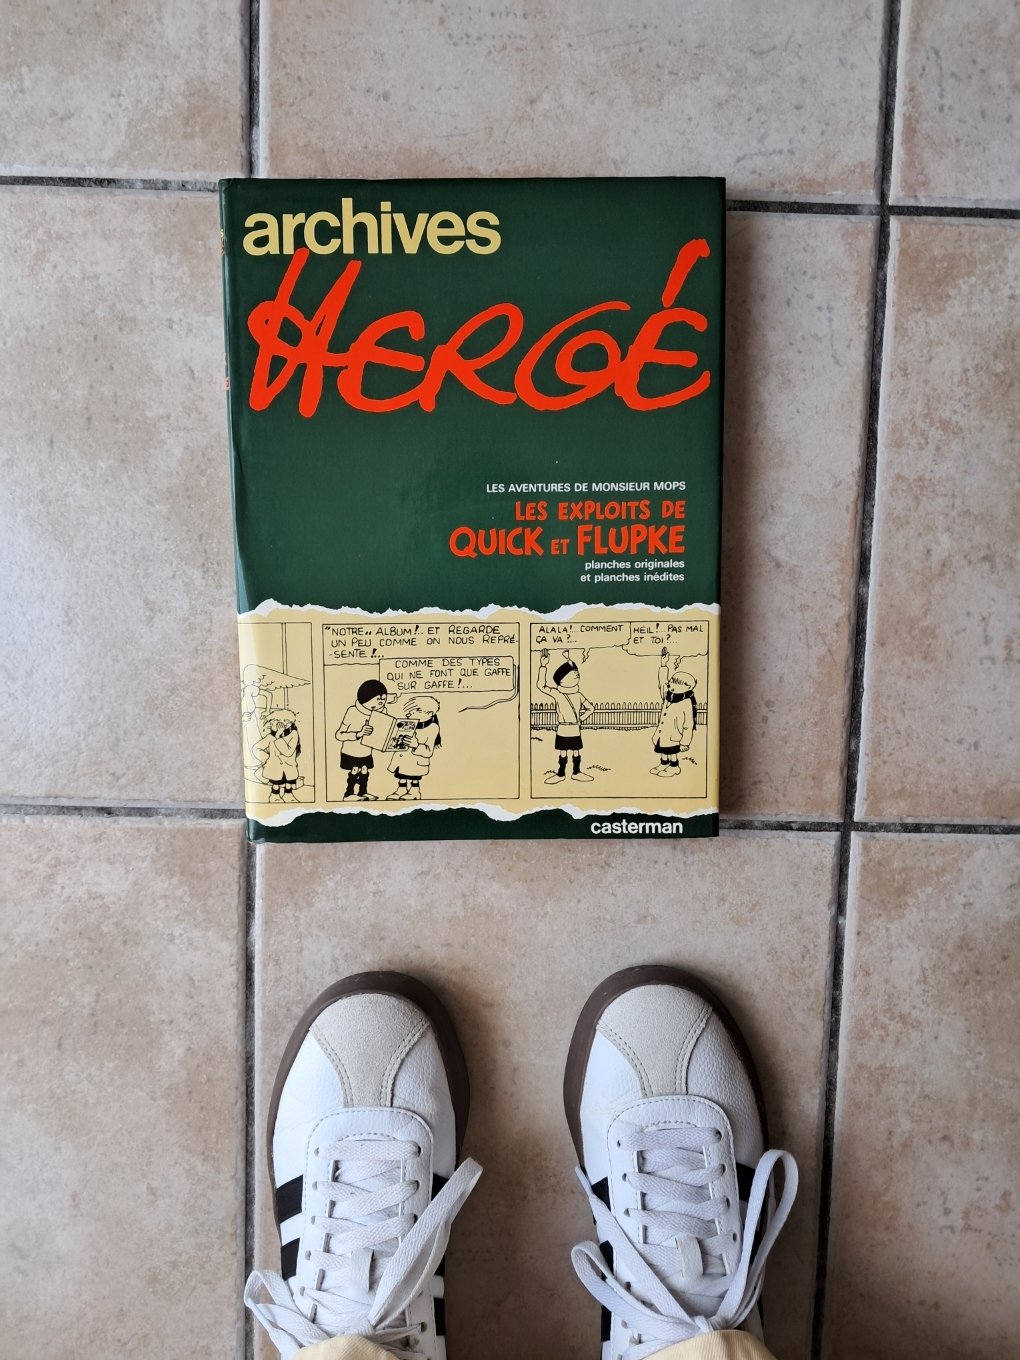 archives
HERGÉ
LES AVENTURES DE MONSIEUR MOPS
LES EXPLOITS DE
QUICK ET FLUPKE
planches originales
et planches inédites
"NOTRE" ALBUM!.. ET REGARDE
UN PEU COMME ON NOUS REPRÉ-
-SENTE!...
COMME DES TYPES
QUI NE FONT QUE GAFFE
SUR GAFFE!...
ALALA!... COMMENT
ÇA VA?...
HEIL!.. PAS MAL
ET TOI?...
casterman